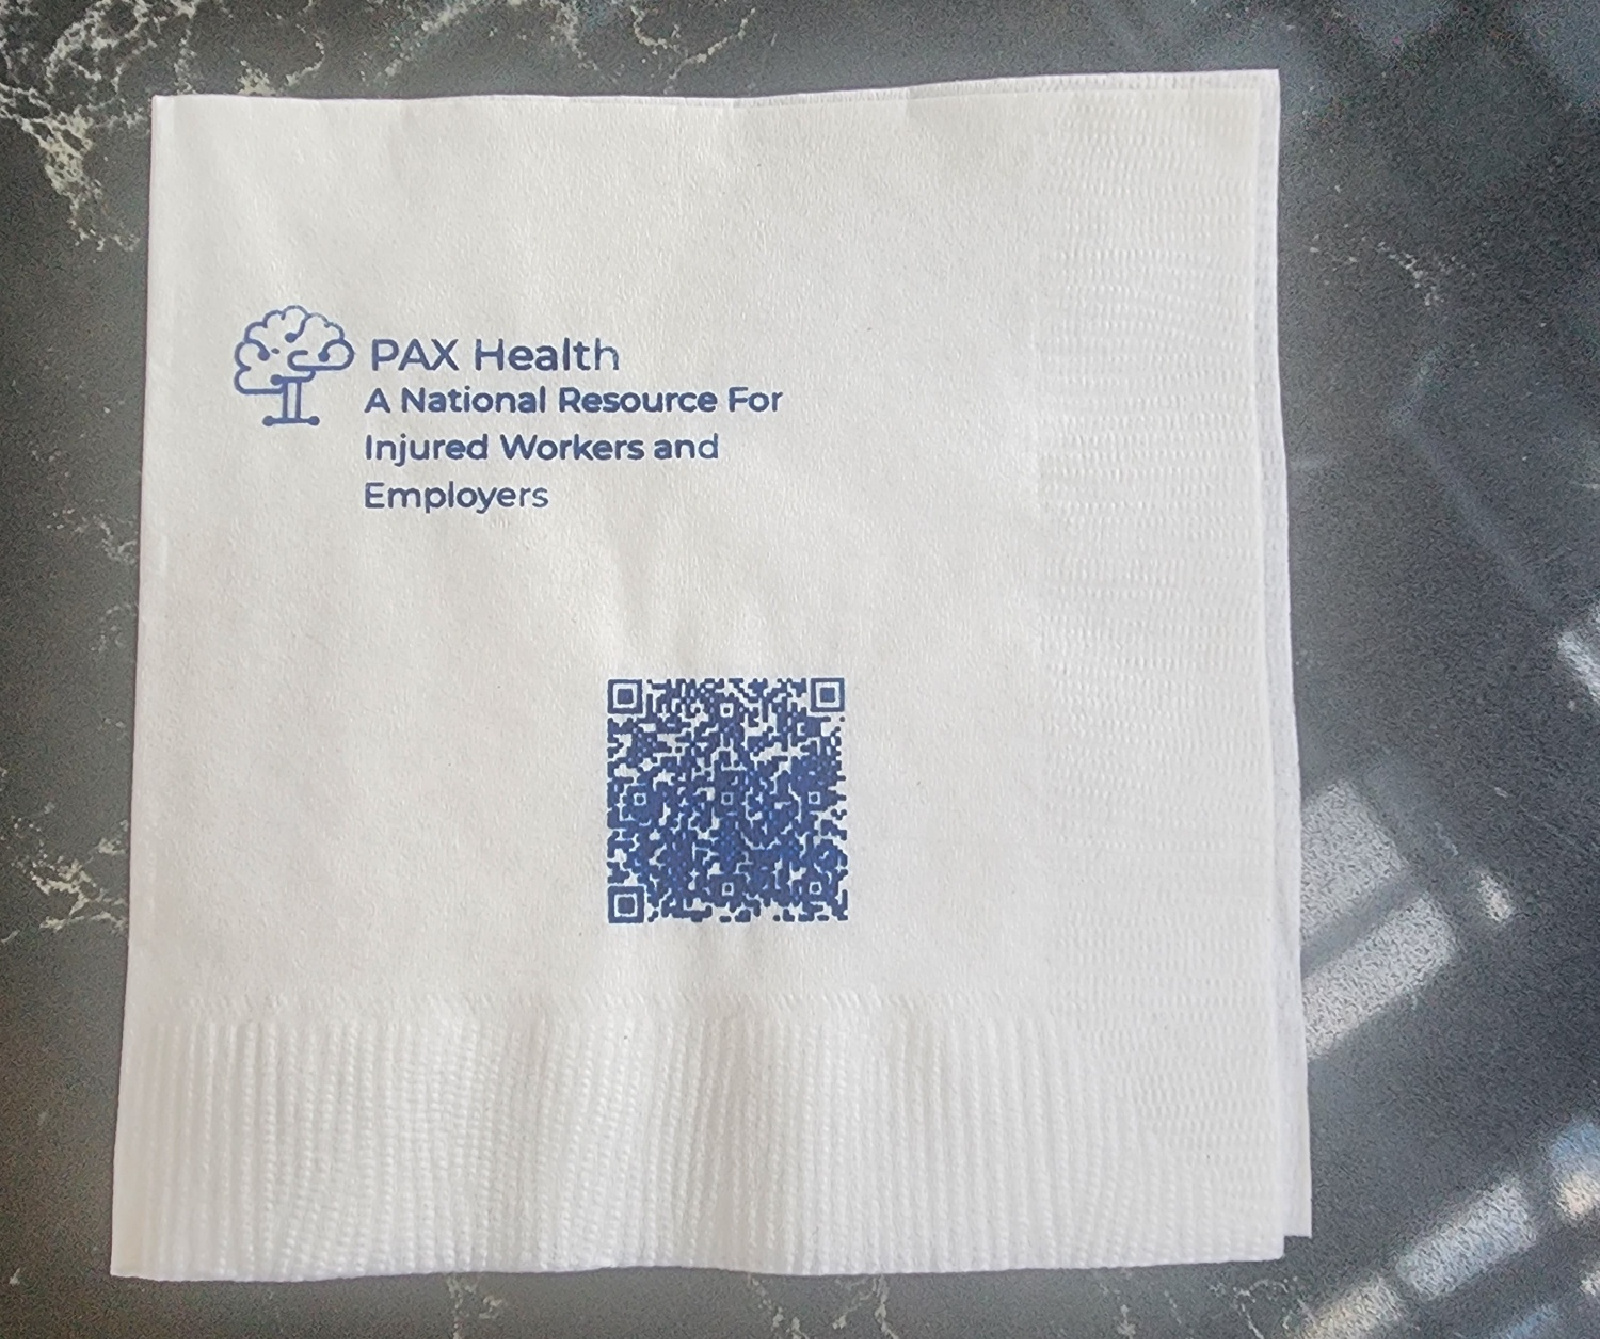 PAX Health
A National Resource For
Injured Workers and
Employers